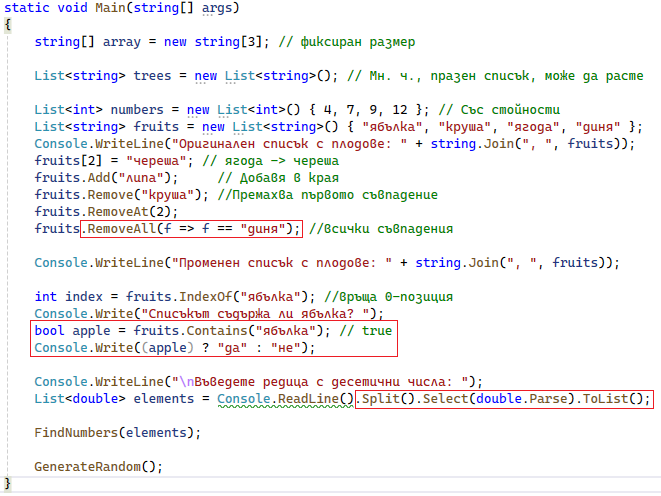 static void Main(string[] args)
{
string[] array = new string[3]; // фиксиран размер
List<string> trees = new List<string>(); // Мн. ч., празен списък, може да расте
List<int> numbers = new List<int>() { 4, 7, 9, 12 }; // Със стойности
List<string> fruits = new List<string>() { "ябълка", "круша", "ягода", "диня" };
Console.WriteLine("Оригинален списък с плодове: " + string.Join(", ", fruits));
fruits[2] = "череша"; // ягода -> череша
fruits.Add("липа"); // Добавя в края
fruits.Remove("круша"); //Премахва първото съвпадение
fruits.RemoveAt(2);
fruits.RemoveAll(f => f == "диня"); //всички съвпадения
Console.WriteLine("Променен списък с плодове: " + string.Join(", ", fruits));
int index = fruits.IndexOf("ябълка"); //връща 0-позиция
Console.Write("Списъкът съдържа ли ябълка? ");
bool apple = fruits.Contains("ябълка"); // true
Console.Write((apple) ? "да" : "не");
Console.WriteLine("\nВъведете редица с десетични числа: ");
List<double> elements = Console.ReadLine().Split().Select(double.Parse).ToList();
FindNumbers(elements);
GenerateRandom();
}